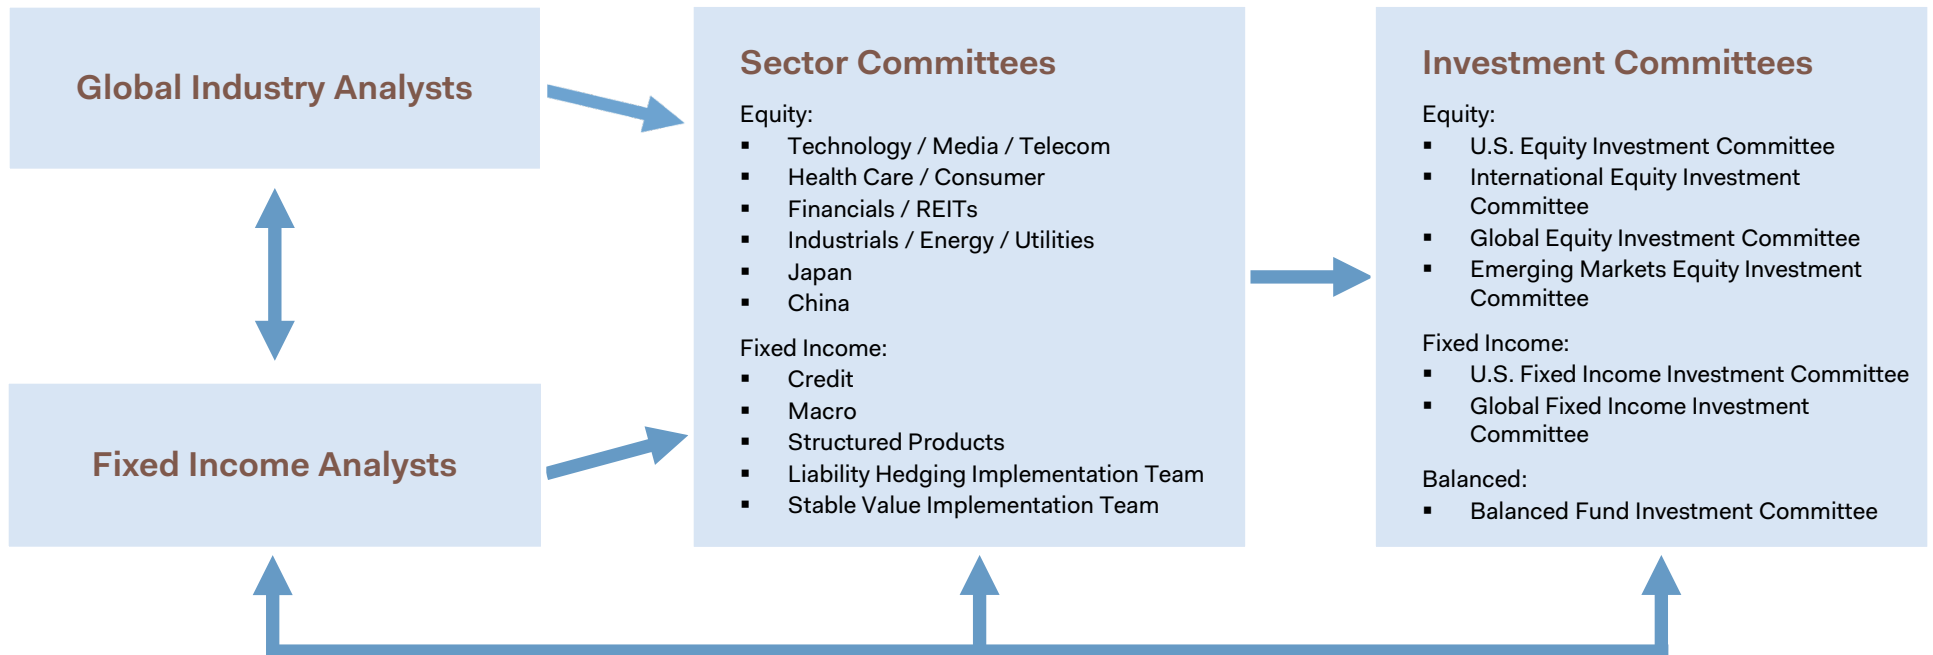 Global Industry Analysts
Fixed Income Analysts
Sector Committees
Equity:
▪ Technology / Media / Telecom
▪ Health Care / Consumer
▪ Financials / REITs
▪ Industrials / Energy / Utilities
▪ Japan
▪ China
Fixed Income:
▪ Credit
▪ Macro
▪ Structured Products
▪ Liability Hedging Implementation Team
▪ Stable Value Implementation Team
Investment Committees
Equity:
▪ U.S. Equity Investment Committee
▪ International Equity Investment
Committee
▪ Global Equity Investment Committee
▪ Emerging Markets Equity Investment
Committee
Fixed Income:
▪ U.S. Fixed Income Investment Committee
▪ Global Fixed Income Investment
Committee
Balanced:
▪ Balanced Fund Investment Committee